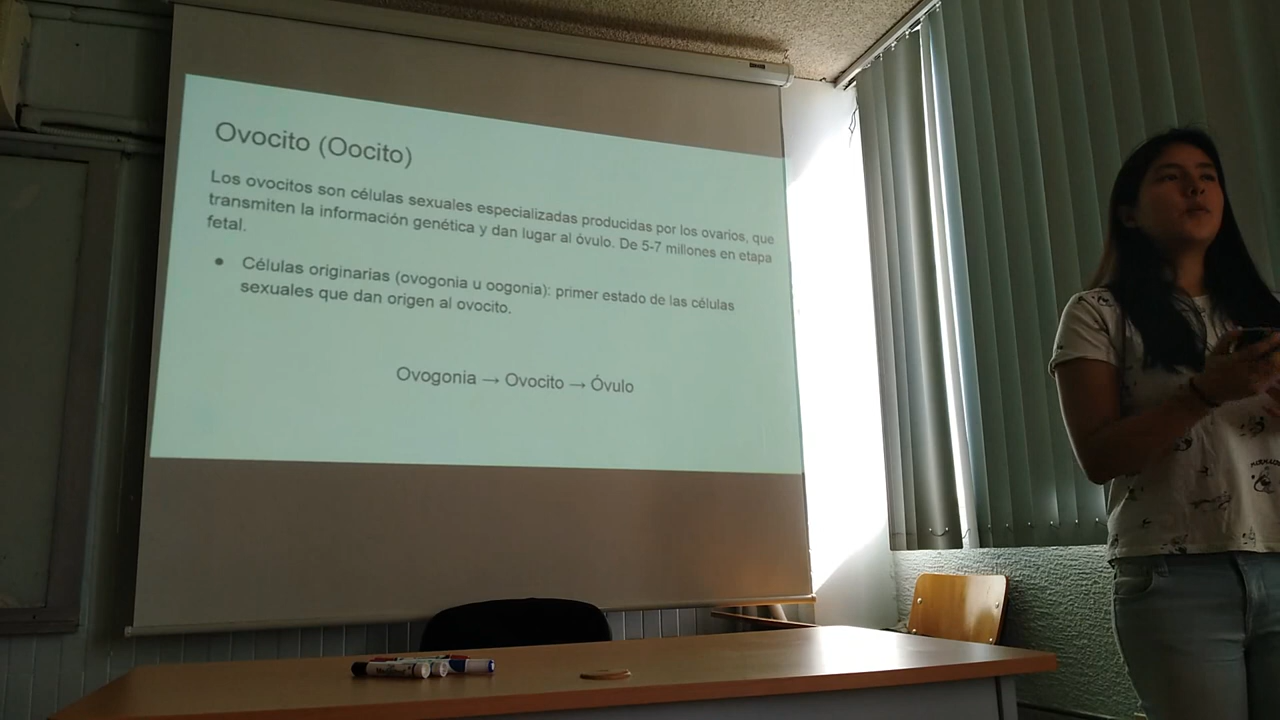 Ovocito (Oocito)
Los ovocitos son células sexuales especializadas producidas por los ovarios, que
transmiten la información genética y dan lugar al óvulo. De 5-7 millones en etapa
fetal.
● Células originarias (ovogonia u oogonia): primer estado de las células
sexuales que dan origen al ovocito.
Ovogonia → Ovocito → Óvulo